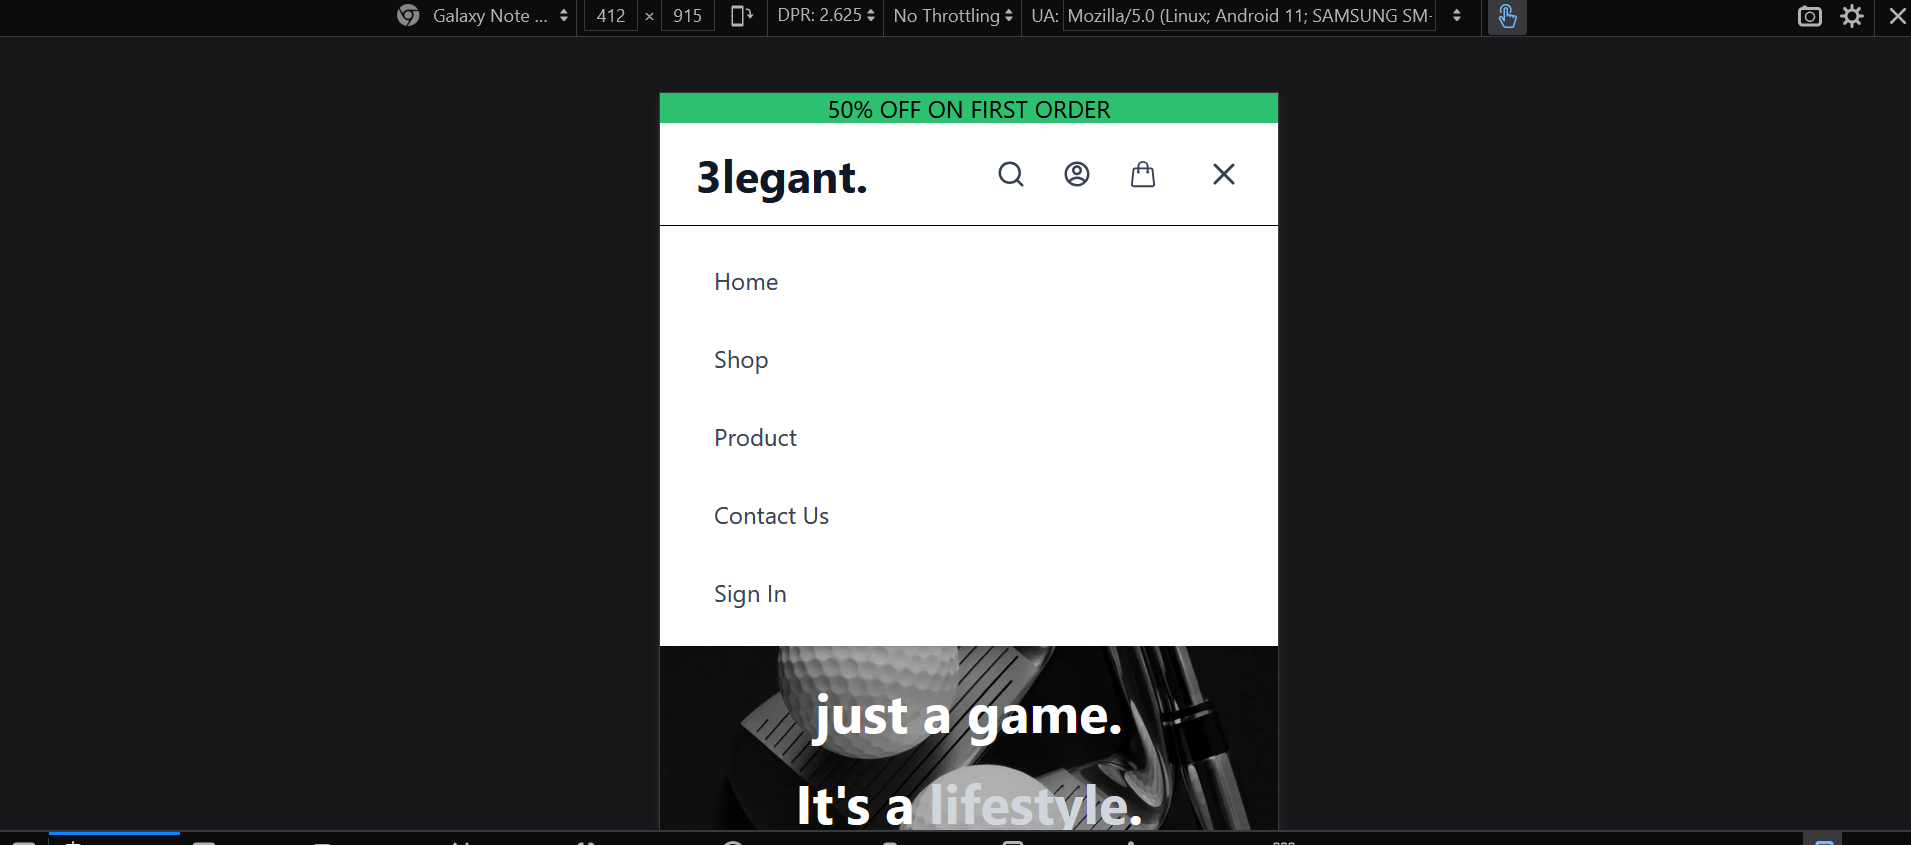 Galaxy Note ... 412 × 915 DPR: 2.625 No Throttling UA: Mozilla/5.0 (Linux; Android 11; SAMSUNG SM-
50% OFF ON FIRST ORDER
3legant.
Home
Shop
Product
Contact Us
Sign In
just a game.
It's a lifestyle.